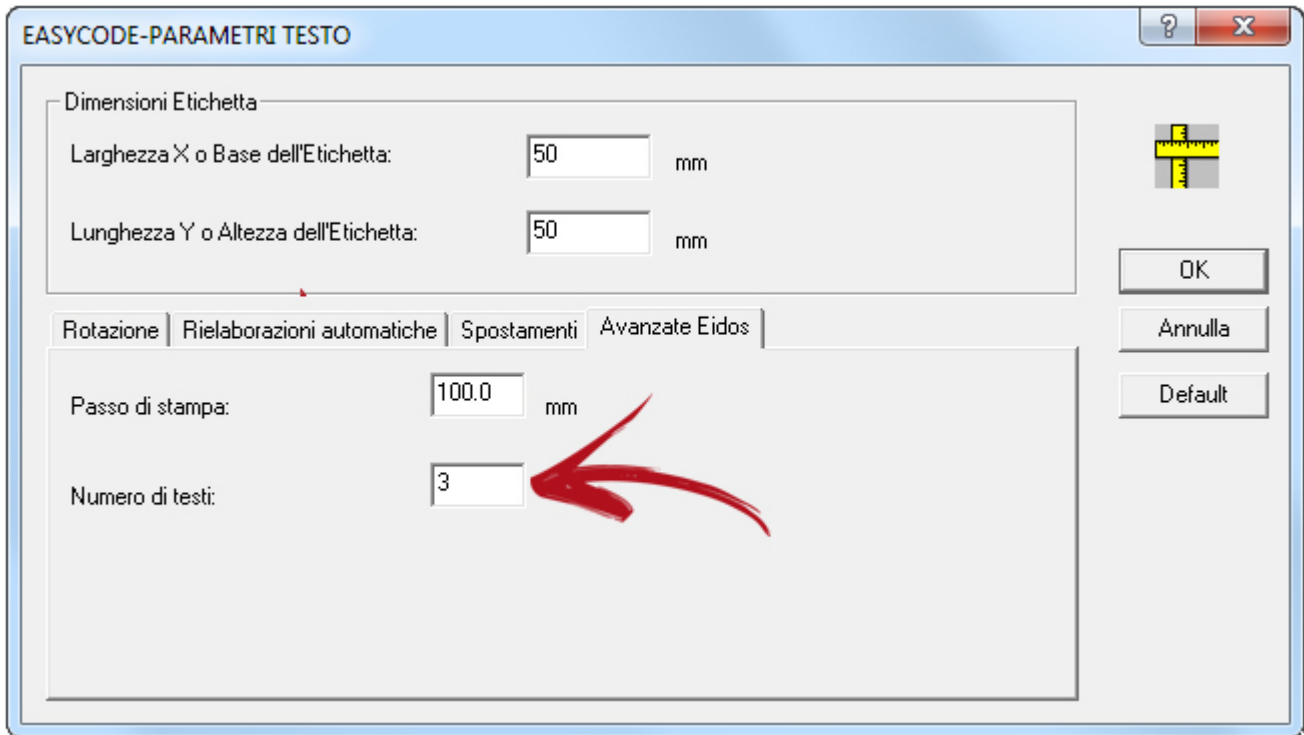 EASYCODE-PARAMETRI TESTO
?
Dimensioni Etichetta
Larghezza X o Base dell'Etichetta: 50 mm
Lunghezza Y o Altezza dell'Etichetta: 50 mm
OK
Rotazione Rielaborazioni automatiche Spostamenti Avanzate Eidos
Annulla
Passo di stampa: 100.0 mm
Default
Numero di testi: 3